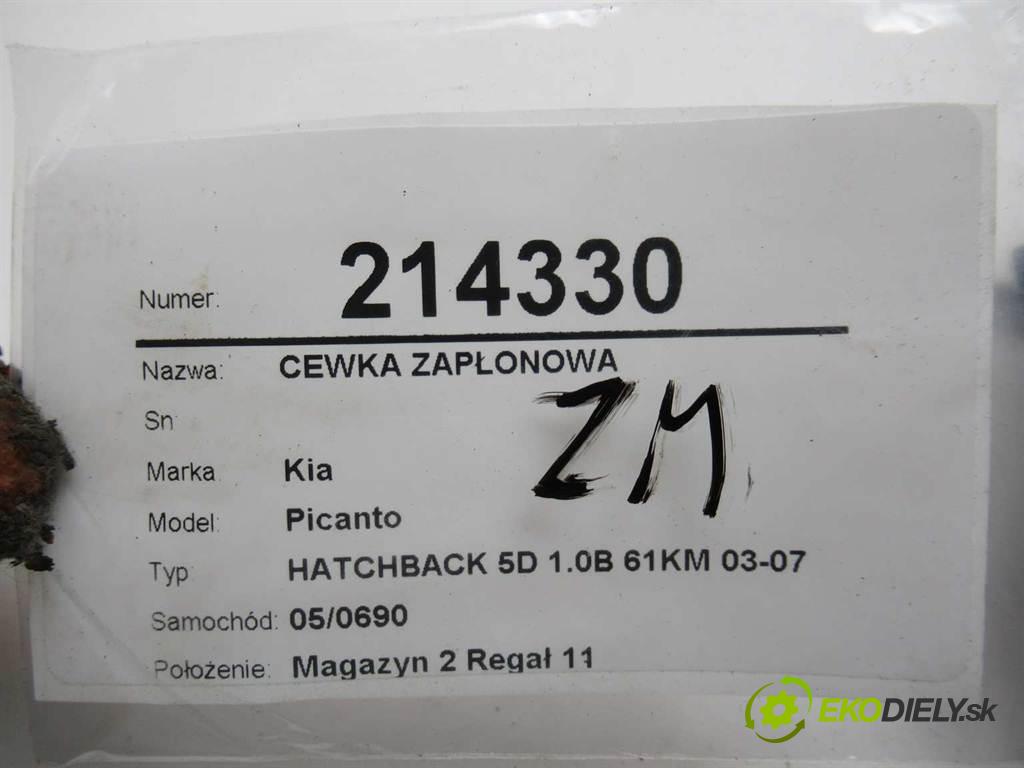 Numer: 214330
Nazwa: CEWKA ZAPŁONOWA
ZM
Sn
Marka Kia
Model: Picanto
Typ HATCHBACK 5D 1.0B 61KM 03-07
Samochód: 05/0690
Położenie: Magazyn 2 Regał 11
EKODIELY.sk